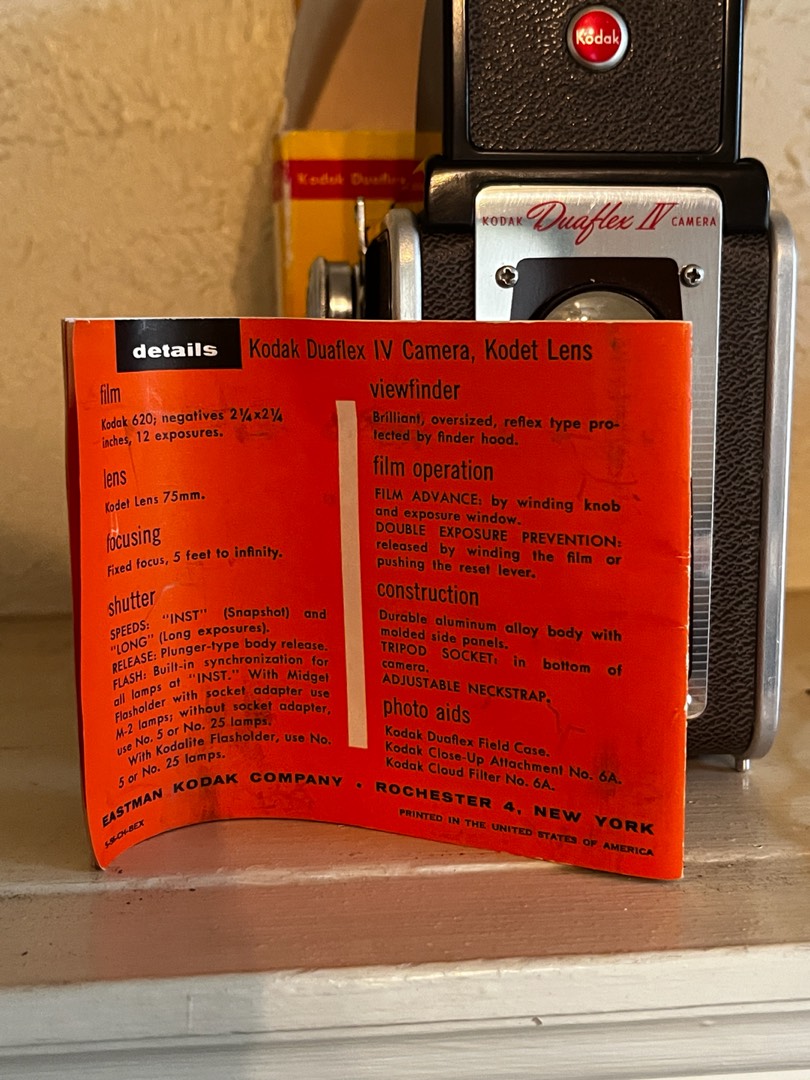 Kodak
Kodak Duaflex
KODAK Duaflex IV CAMERA
details Kodak Duaflex IV Camera, Kodet Lens
film
Kodak 620; negatives 2¼x2¼
inches, 12 exposures.
lens
Kodet Lens 75mm.
focusing
Fixed focus, 5 feet to infinity.
shutter
SPEEDS: "INST" (Snapshot) and
"LONG" (Long exposures).
RELEASE: Plunger-type body release.
FLASH: Built-in synchronization for
all lamps at "INST." With Midget
Flasholder with socket adapter use
M-2 lamps; without socket adapter,
use No. 5 or No. 25 lamps.
With Kodalite Flasholder, use No.
5 or No. 25 lamps.
viewfinder
Brilliant, oversized, reflex type pro-
tected by finder hood.
film operation
FILM ADVANCE: by winding knob
and exposure window.
DOUBLE EXPOSURE PREVENTION:
released by winding the film or
pushing the reset lever.
construction
Durable aluminum alloy body with
molded side panels.
TRIPOD SOCKET: in bottom of
camera.
ADJUSTABLE NECKSTRAP.
photo aids
Kodak Duaflex Field Case.
Kodak Close-Up Attachment No. 6A.
Kodak Cloud Filter No. 6A.
EASTMAN KODAK COMPANY • ROCHESTER 4, NEW YORK
PRINTED IN THE UNITED STATES OF AMERICA